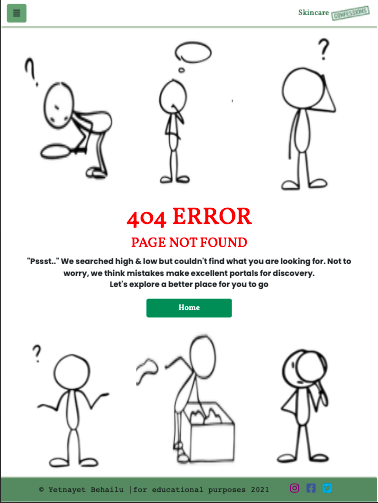 Skincare CONFESSIONS
?
?
404 ERROR
PAGE NOT FOUND
"Pssst.." We searched high & low but couldn't find what you are looking for. Not to
worry, we think mistakes make excellent portals for discovery.
Let's explore a better place for you to go
Home
?
© Yetnayet Behailu |for educational purposes 2021